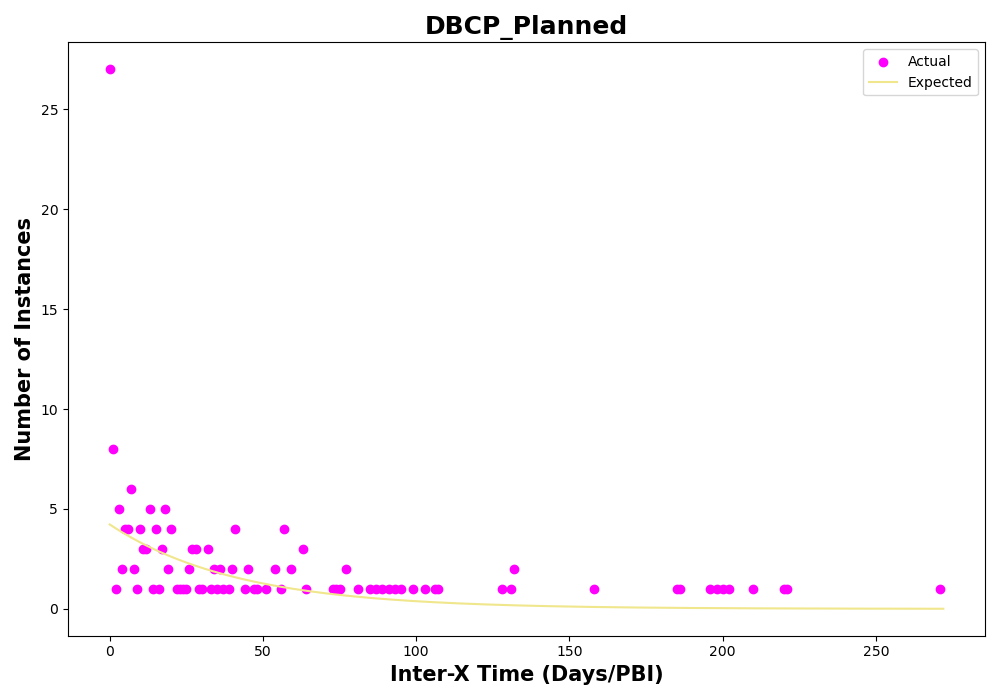 DBCP_Planned
Actual
Expected
Number of Instances
25
20
15
10
5
0
0 50 100 150 200 250
Inter-X Time (Days/PBI)